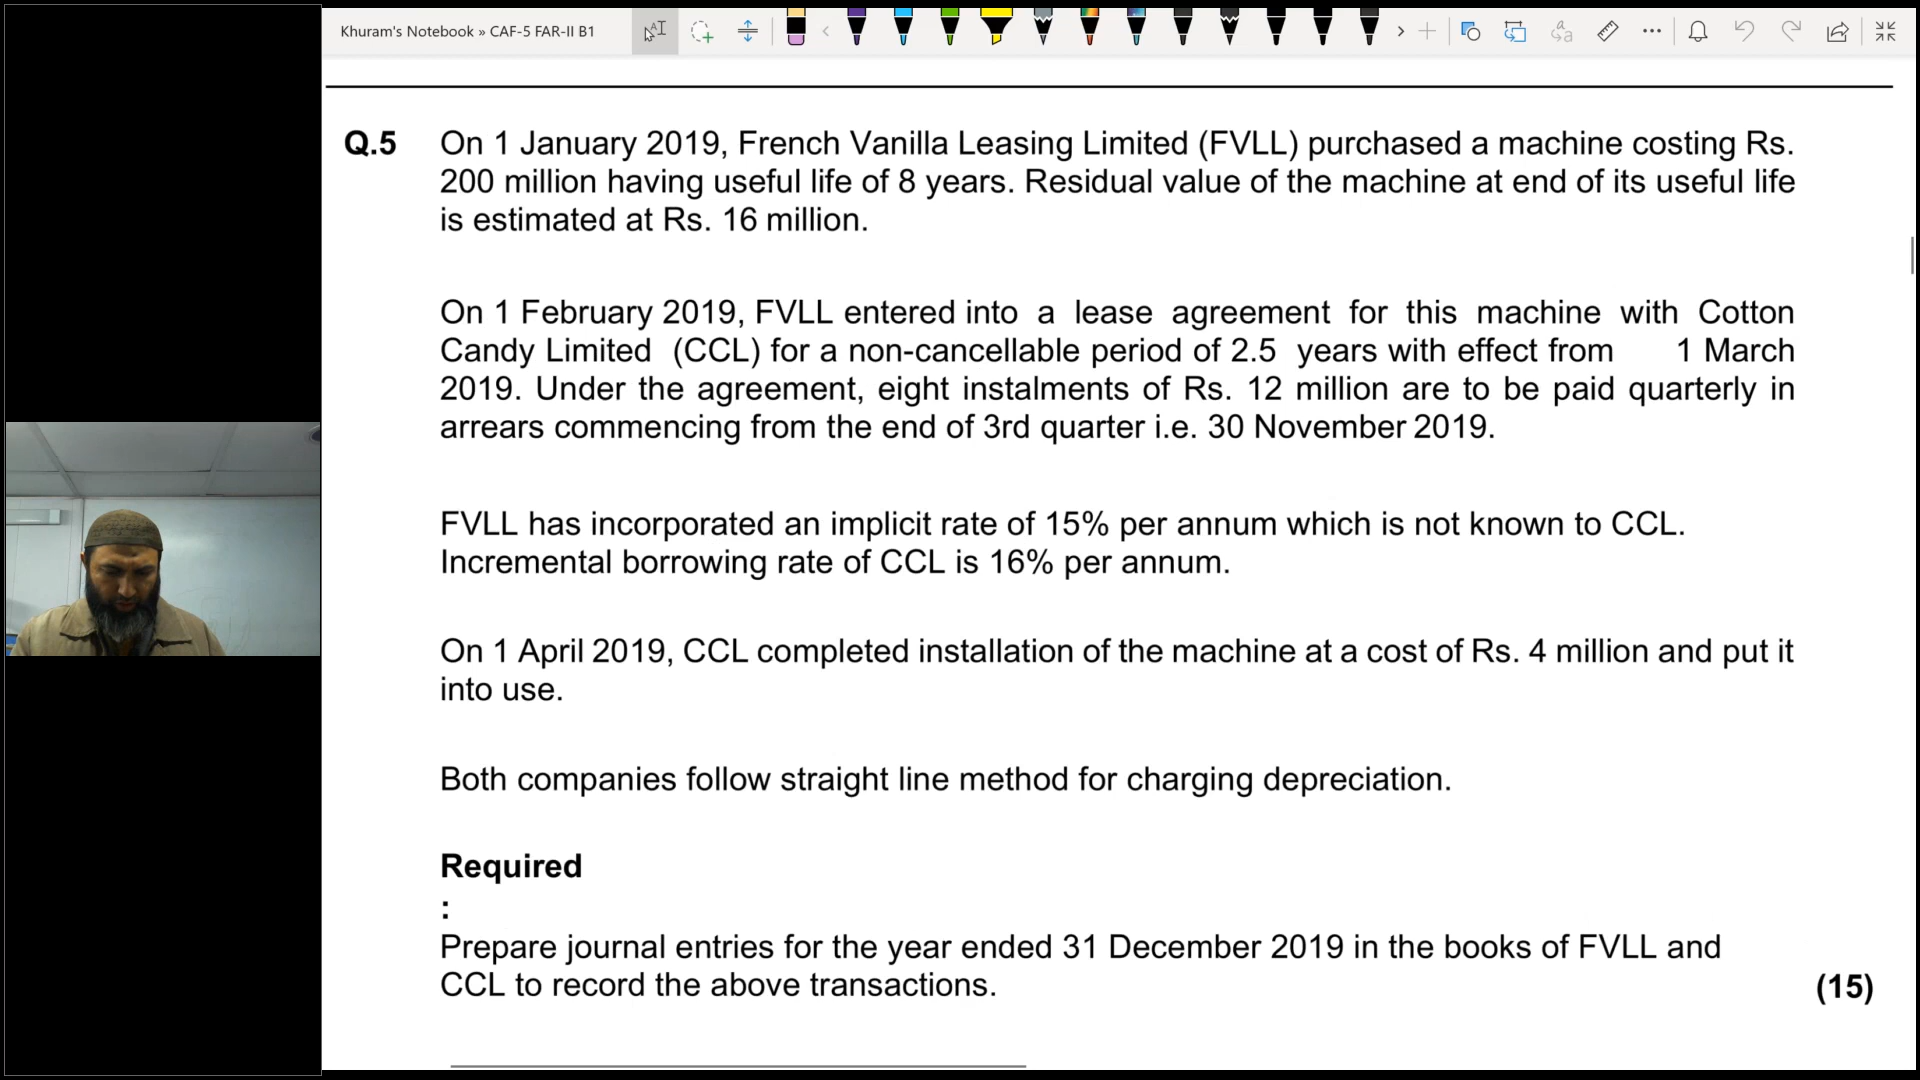 Khuram's Notebook » CAF-5 FAR-II B1
Q.5 On 1 January 2019, French Vanilla Leasing Limited (FVLL) purchased a machine costing Rs.
200 million having useful life of 8 years. Residual value of the machine at end of its useful life
is estimated at Rs. 16 million.
On 1 February 2019, FVLL entered into a lease agreement for this machine with Cotton
Candy Limited (CCL) for a non-cancellable period of 2.5 years with effect from 1 March
2019. Under the agreement, eight instalments of Rs. 12 million are to be paid quarterly in
arrears commencing from the end of 3rd quarter i.e. 30 November 2019.
FVLL has incorporated an implicit rate of 15% per annum which is not known to CCL.
Incremental borrowing rate of CCL is 16% per annum.
On 1 April 2019, CCL completed installation of the machine at a cost of Rs. 4 million and put it
into use.
Both companies follow straight line method for charging depreciation.
Required
:
Prepare journal entries for the year ended 31 December 2019 in the books of FVLL and
CCL to record the above transactions. (15)